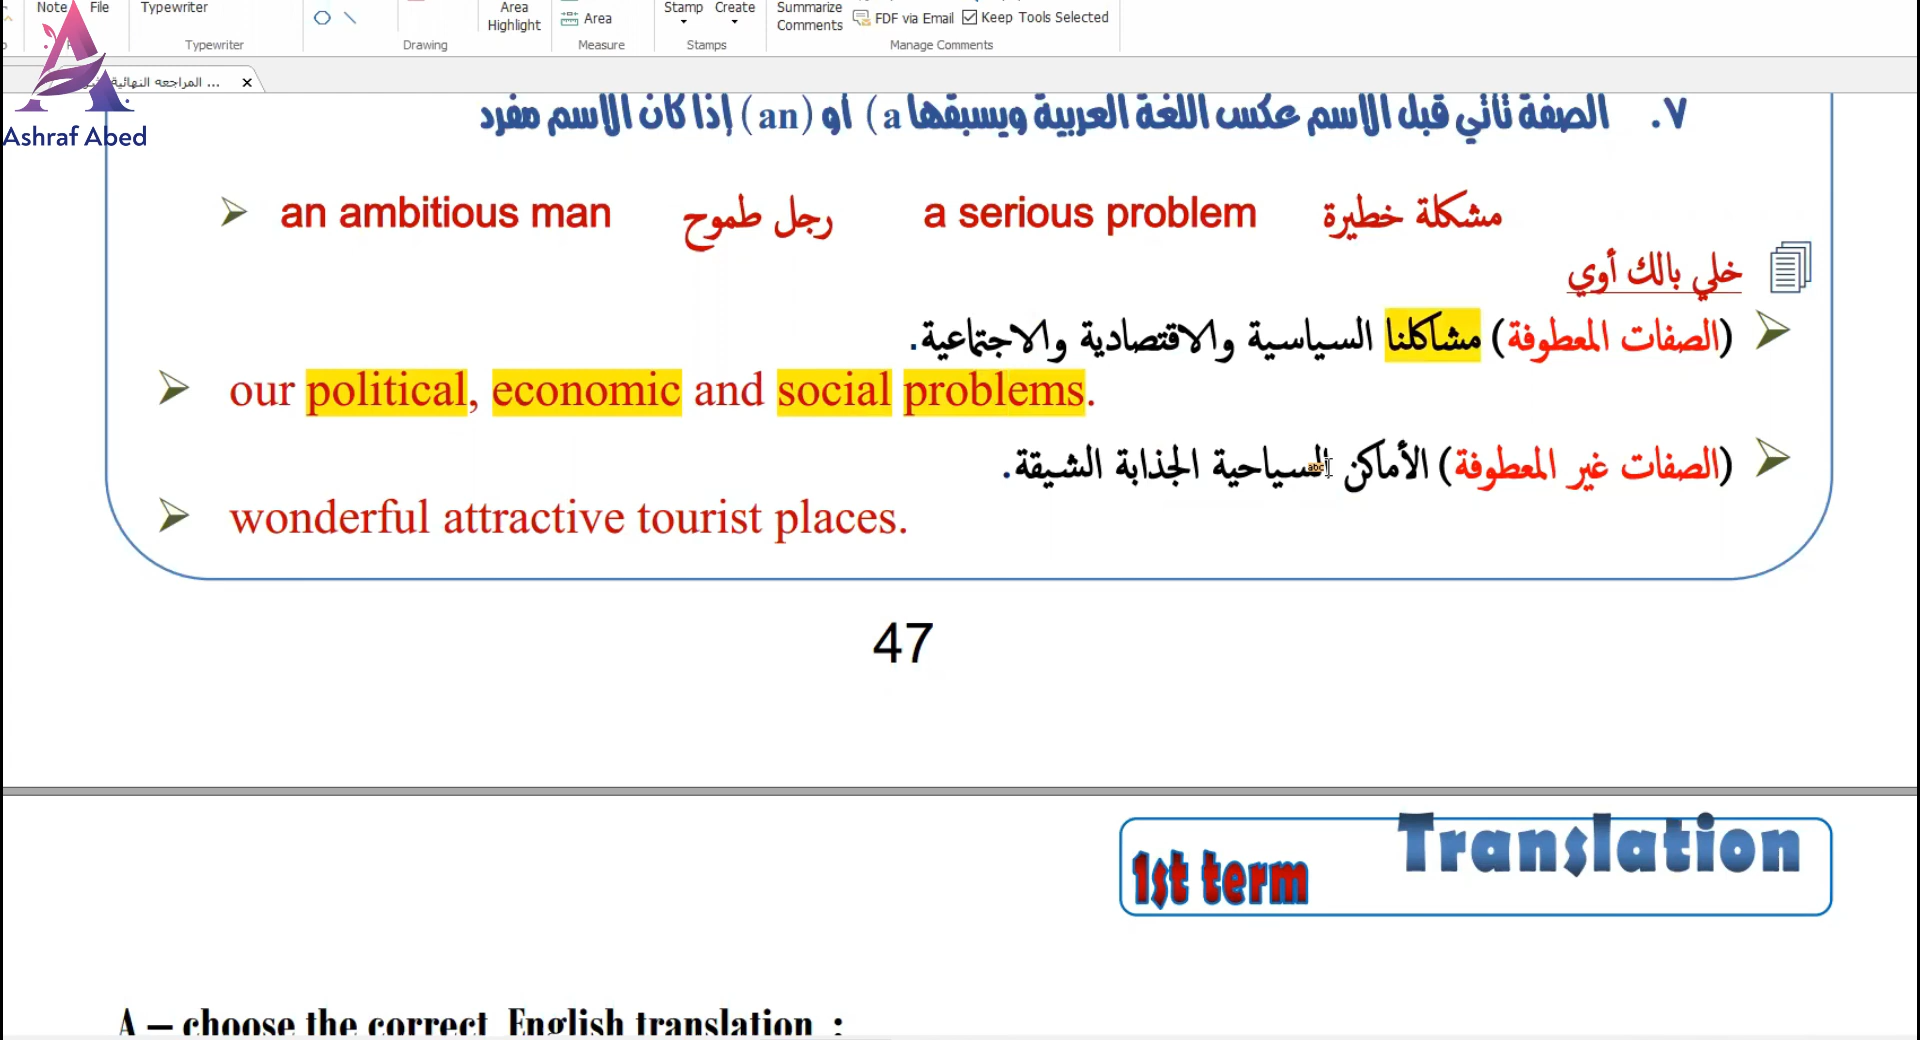 Note File Typewriter Area Highlight Area Stamp Create Summarize Comments FDF via Email Keep Tools Selected
Typewriter Drawing Measure Stamps Manage Comments
... المراجعه النهائية
Ashraf Abed
٧. الصفة تأتي قبل الاسم عكس اللغة العربية ويسبقها a) أو (an) إذا كان الاسم مفرد
an ambitious man رجل طموح a serious problem مشكلة خطيرة
خلي بالك أوي
(الصفات المعطوفة) مشاكلنا السياسية والاقتصادية والاجتماعية.
our political, economic and social problems.
(الصفات غير المعطوفة) الأماكن السياحية الجذابة الشيقة.
wonderful attractive tourist places.
47
Translation
1st term
A – choose the correct English translation :